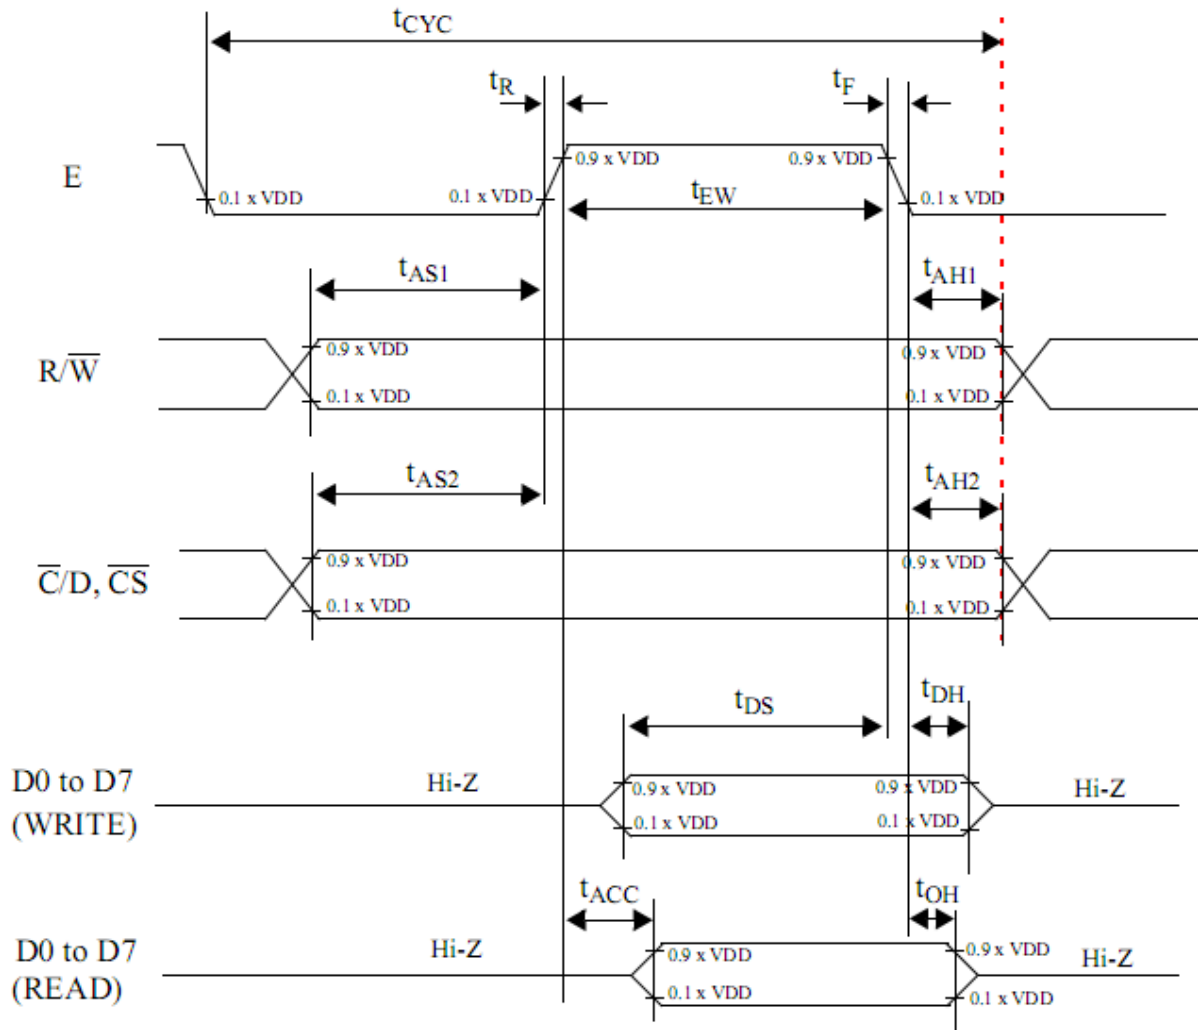 tCYC
tR
tF
E
0.9 x VDD
0.9 x VDD
0.1 x VDD
0.1 x VDD
0.1 x VDD
tEW
tAS1
tAH1
R/W̅
0.9 x VDD
0.9 x VDD
0.1 x VDD
0.1 x VDD
tAS2
tAH2
C̅/D, C̅S̅
0.9 x VDD
0.9 x VDD
0.1 x VDD
0.1 x VDD
tDS
tDH
D0 to D7
(WRITE)
Hi-Z
0.9 x VDD
0.9 x VDD
Hi-Z
0.1 x VDD
0.1 x VDD
tACC
tOH
D0 to D7
(READ)
Hi-Z
0.9 x VDD
0.9 x VDD
Hi-Z
0.1 x VDD
0.1 x VDD